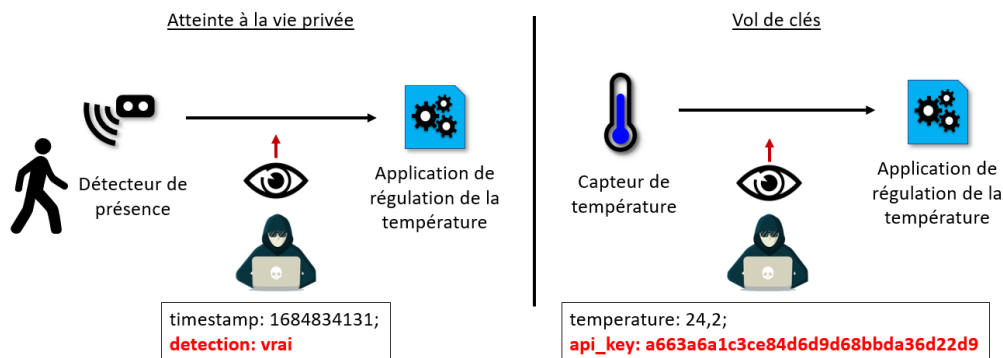 Atteinte à la vie privée
Détecteur de
présence
Application de
régulation de la
température
timestamp: 1684834131;
detection: vrai
Vol de clés
Capteur de
température
Application de
régulation de la
température
temperature: 24,2;
api_key: a663a6a1c3ce84d6d9d68bbda36d22d9